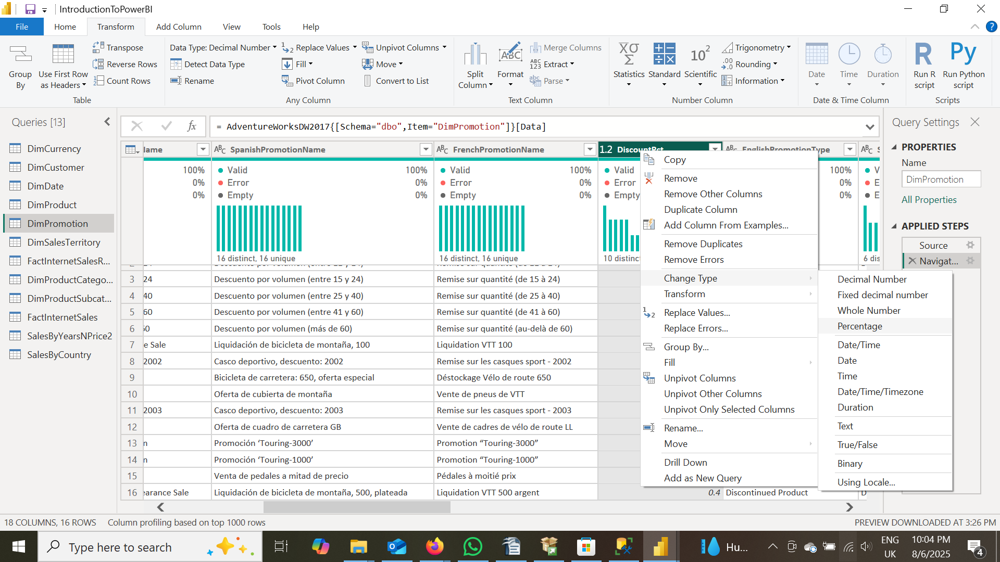 IntroductionToPowerBI
File Home Transform Add Column View Tools Help
Group By
Use First Row as Headers
Transpose
Reverse Rows
Count Rows
Table
Data Type: Decimal Number
Detect Data Type
Rename
Replace Values
Fill
Pivot Column
Unpivot Columns
Move
Convert to List
Any Column
Split Column
Format
Merge Columns
Extract
Parse
Text Column
Statistics
Standard
Scientific
Trigonometry
Rounding
Information
Number Column
Date
Time
Duration
Date & Time Column
Run R script
Run Python script
Scripts
Queries [13]
DimCurrency
DimCustomer
DimDate
DimProduct
DimPromotion
DimSalesTerritory
FactInternetSalesR...
DimProductCatego...
DimProductSubcat...
FactInternetSales
SalesByYearsNPrice2
SalesByCountry
fx
= AdventureWorksDW2017{[Schema="dbo",Item="DimPromotion"]}[Data]
ame SpanishPromotionName FrenchPromotionName 1.2 DiscountPct EnglishPromotionType
100% Valid 100% Valid 100% Valid 100%
0% Error 0% Error 0% Error 0%
0% Empty 0% Empty 0% Empty 0%
16 distinct, 16 unique 16 distinct, 16 unique 10 distinct 6 dis
3 24 Descuento por volumen (entre 15 y 24) Remise sur quantité (de 15 à 24)
4 40 Descuento por volumen (entre 25 y 40) Remise sur quantité (de 25 à 40)
5 60 Descuento por volumen (entre 41 y 60) Remise sur quantité (de 41 à 60)
6 Descuento por volumen (más de 60) Remise sur quantité (au-delà de 60)
7 e Sale Liquidación de bicicleta de montaña, 100 Liquidation VTT 100
8 2002 Casco deportivo, descuento: 2002 Remise sur les casques sport - 2002
9 Bicicleta de carretera: 650, oferta especial Déstockage Vélo de route 650
10 Oferta de cubierta de montaña Vente de pneus de VTT
11 2003 Casco deportivo, descuento: 2003 Remise sur les casques sport - 2003
12 Oferta de cuadro de carretera GB Vente de cadres de vélo de route LL
13 n Promoción ‘Touring-3000’ Promotion “Touring-3000”
14 n Promoción ‘Touring-1000’ Promotion “Touring-1000”
15 Venta de pedales a mitad de precio Pédales à moitié prix
16 earance Sale Liquidación de bicicleta de montaña, 500, plateada Liquidation VTT 500 argent 0.4 Discontinued Product D
Copy
Remove
Remove Other Columns
Duplicate Column
Add Column From Examples...
Remove Duplicates
Remove Errors
Change Type
Transform
Replace Values...
Replace Errors...
Group By...
Fill
Unpivot Columns
Unpivot Other Columns
Unpivot Only Selected Columns
Rename...
Move
Drill Down
Add as New Query
Decimal Number
Fixed decimal number
Whole Number
Percentage
Date/Time
Date
Time
Date/Time/Timezone
Duration
Text
True/False
Binary
Using Locale...
Query Settings
PROPERTIES
Name
DimPromotion
All Properties
APPLIED STEPS
Source
Navigat...
18 COLUMNS, 16 ROWS Column profiling based on top 1000 rows
PREVIEW DOWNLOADED AT 3:26 PM
Type here to search
Hu...
ENG
UK
10:04 PM
8/6/2025
4